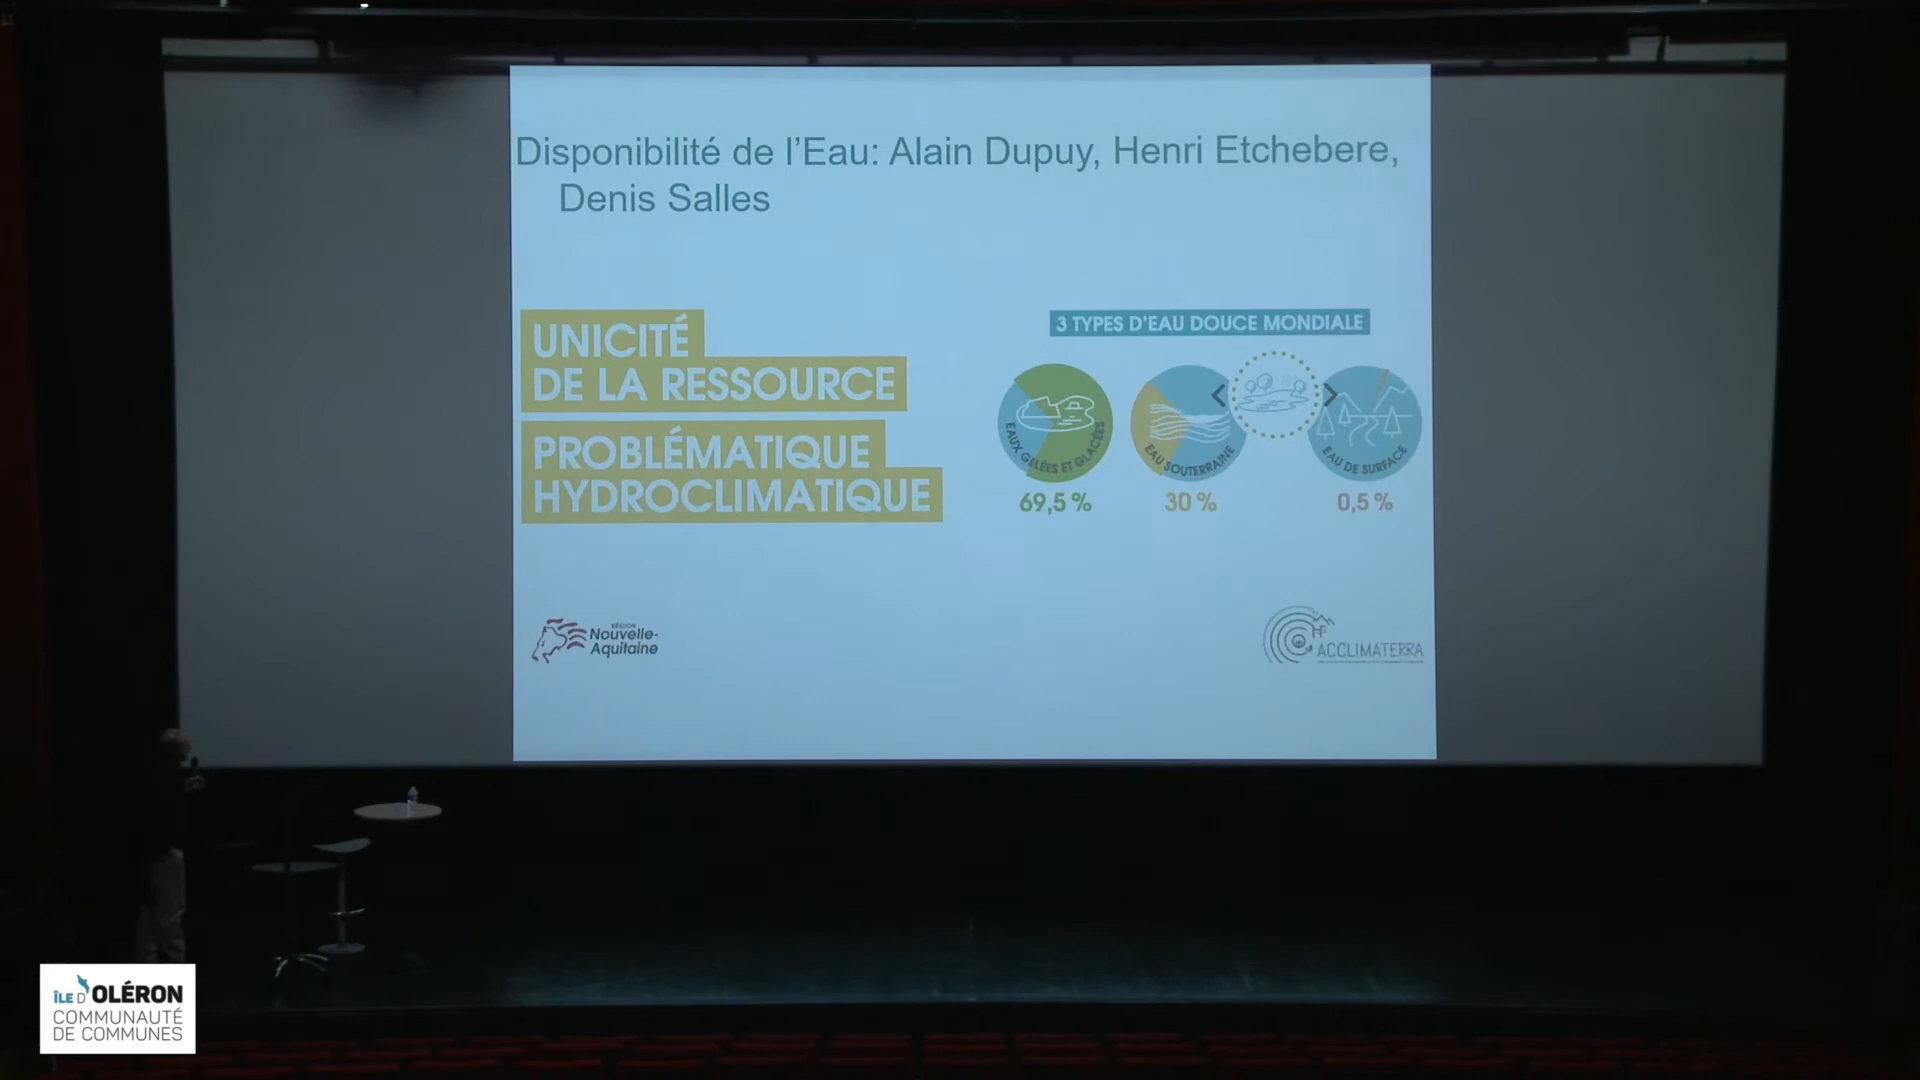 Disponibilité de l'Eau: Alain Dupuy, Henri Etchebere,
Denis Salles
UNICITÉ
DE LA RESSOURCE
PROBLÉMATIQUE
HYDROCLIMATIQUE
3 TYPES D'EAU DOUCE MONDIALE
EAUX GELÉES ET GLACÉES
EAU SOUTERRAINE
EAU DE SURFACE
69,5 %
30 %
0,5 %
RÉGION
Nouvelle-
Aquitaine
ACCLIMATERRA
ÎLE D'OLÉRON
COMMUNAUTÉ
DE COMMUNES